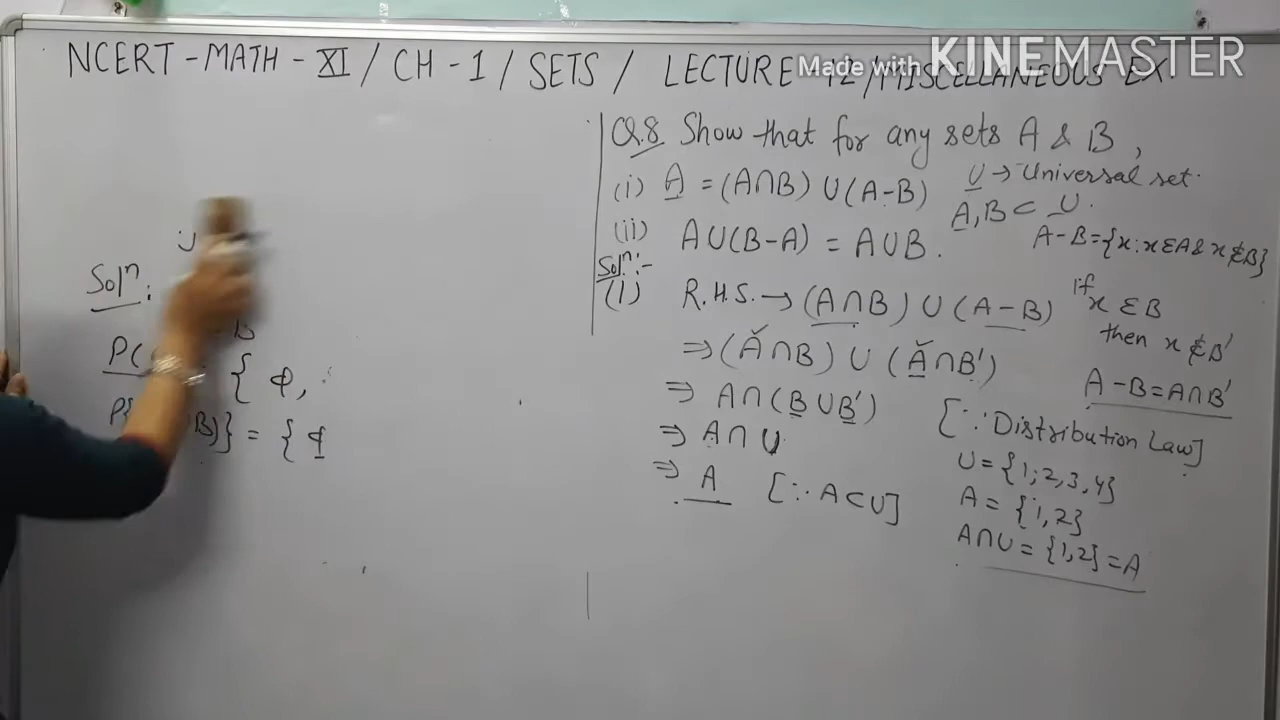 NCERT - MATH - XI / CH - 1 / SETS / LECTURE - 12 / MISCELLANEOUS EX
Made with KINEMASTER
Soln:
P(
B
= { φ,
P{ B)} = { φ
Q.8 Show that for any sets A & B,
(i) A = (A∩B) ∪ (A-B)
U → Universal set.
A, B ⊂ U.
(ii) A∪(B-A) = A∪B.
A-B = {x : x ∈ A & x ∉ B}
Soln:-
(i) R.H.S. → (A∩B) ∪ (A-B)
if x ∈ B
then x ∉ B'
⇒ (A∩B) ∪ (A∩B')
A-B = A∩B'
⇒ A∩(B∪B')
[∵ Distribution Law]
⇒ A∩U
⇒ A [∵ A⊂U]
U = {1,2,3,4}
A = {1,2}
A∩U = {1,2} = A